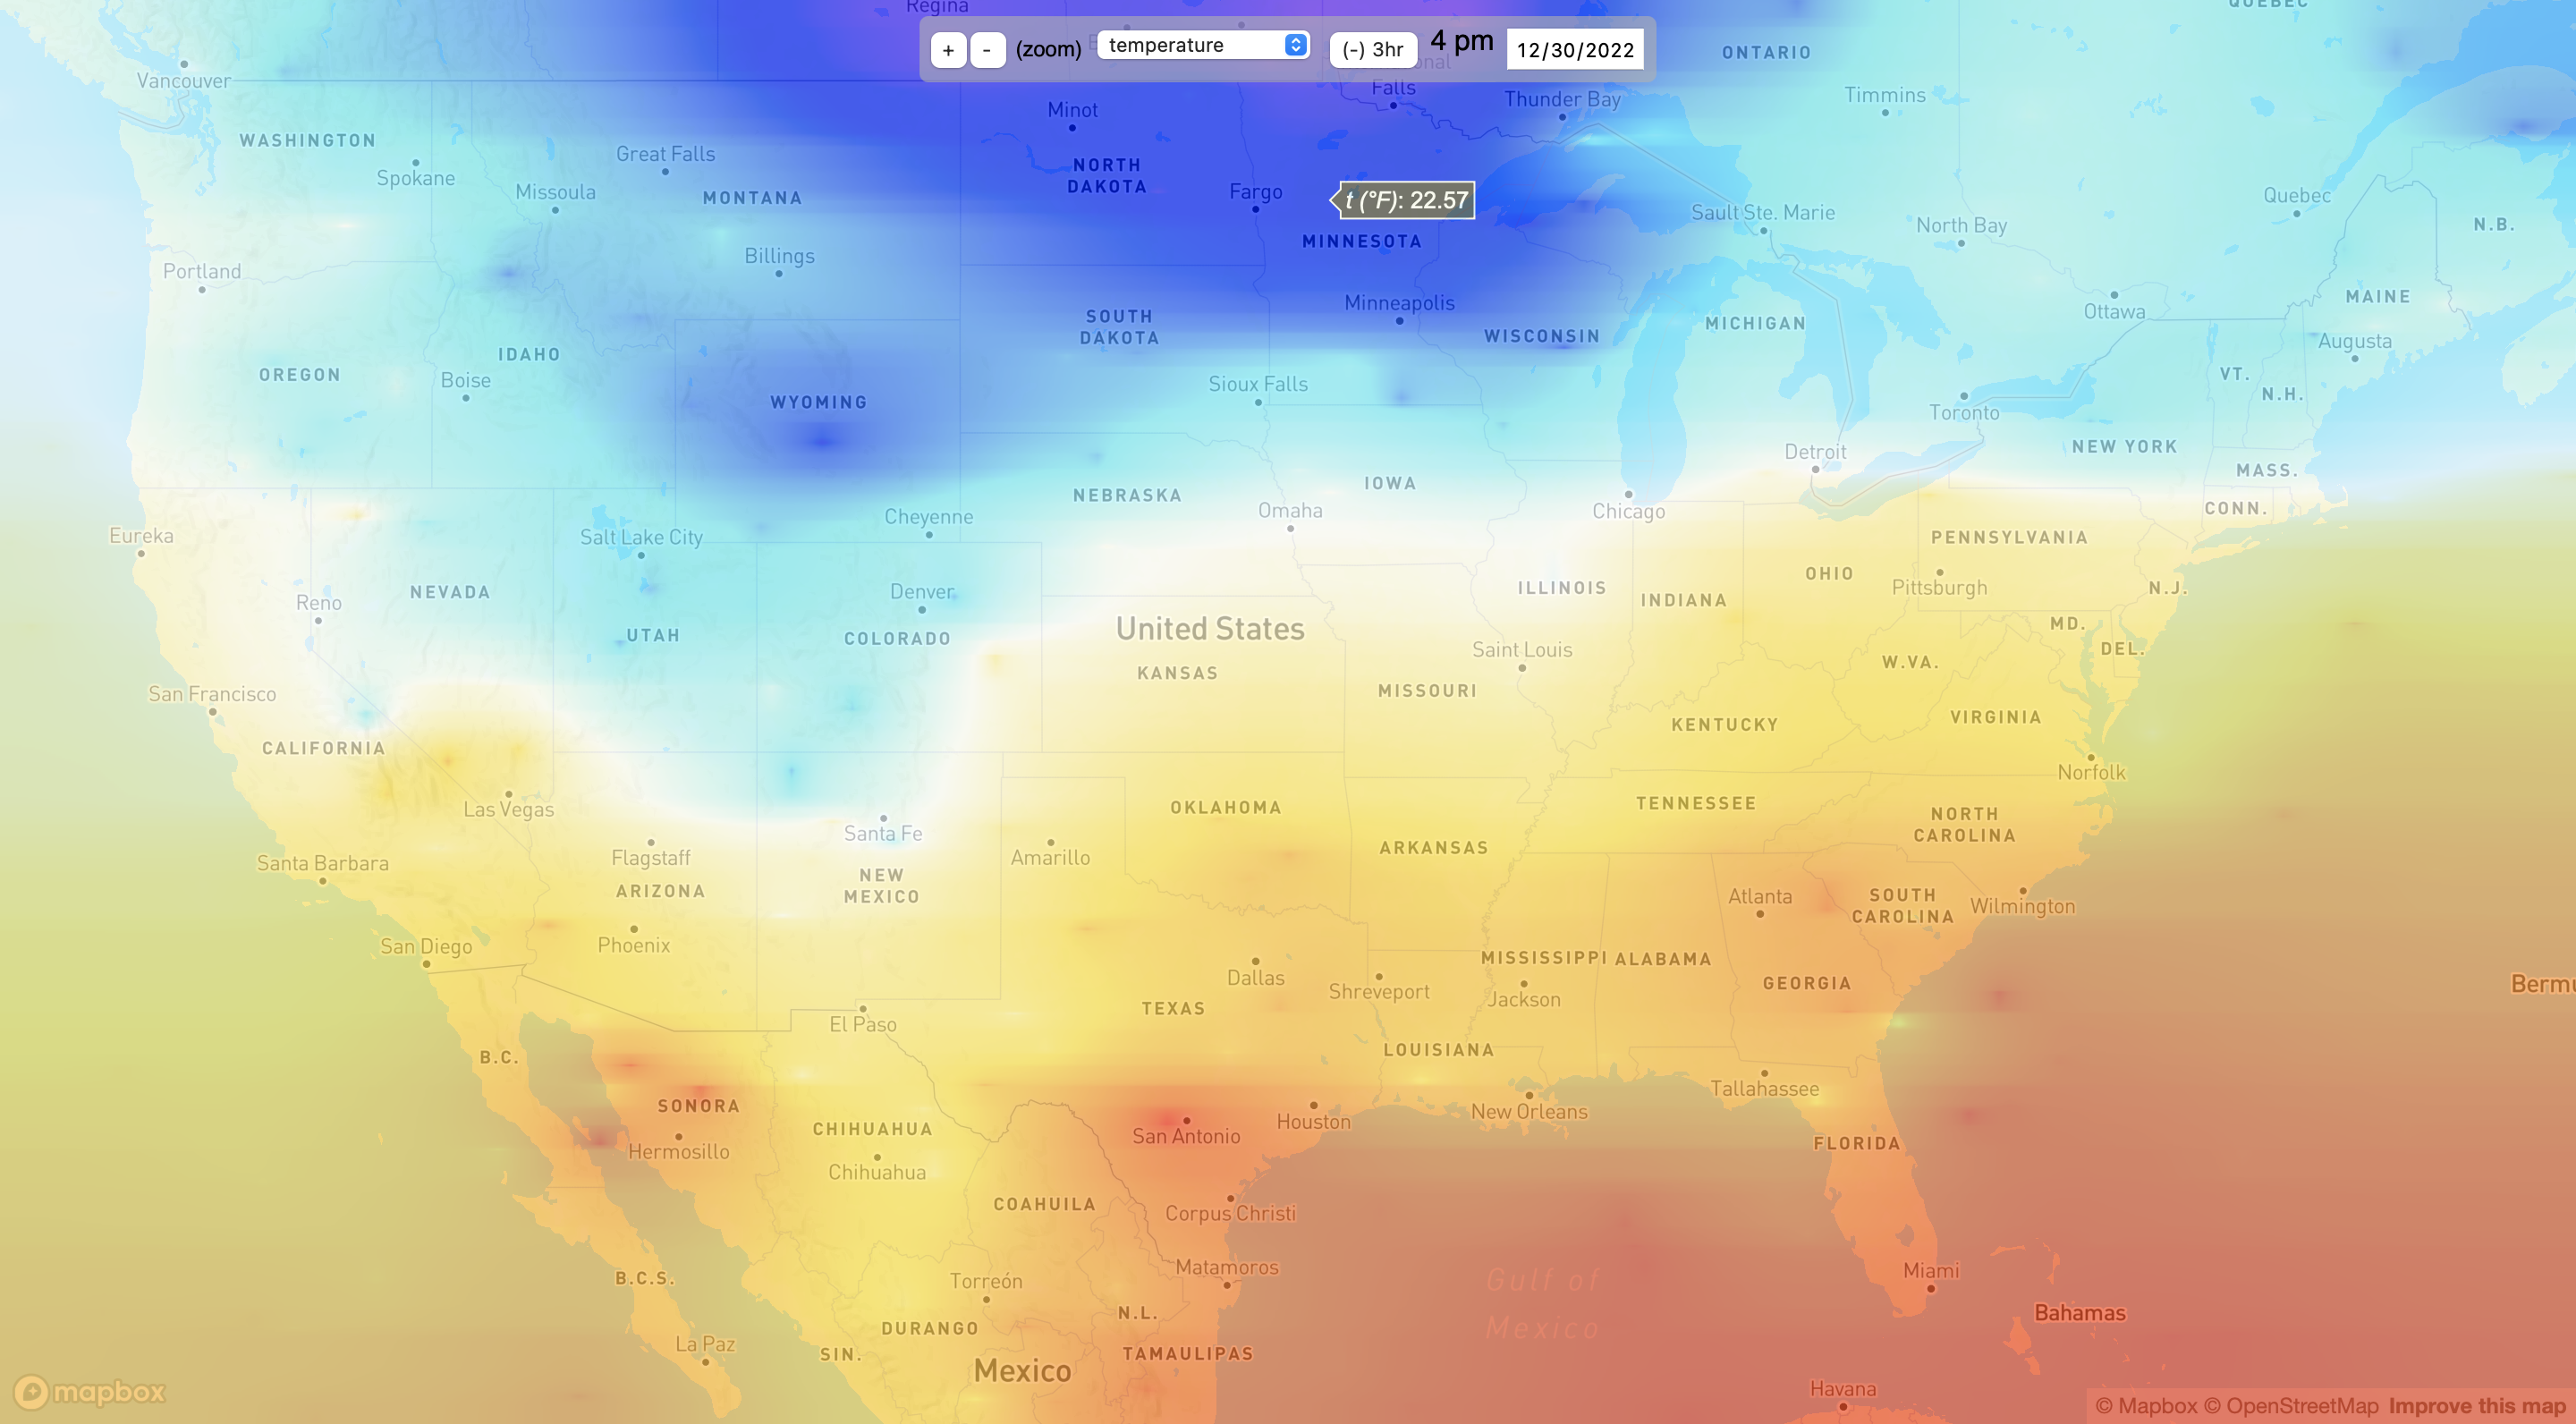 Regina
QUEBEC
+
-
(zoom)
temperature
(-) 3hr
4 pm
12/30/2022
ONTARIO
Vancouver
Falls
Thunder Bay
Timmins
Minot
WASHINGTON
Great Falls
NORTH
DAKOTA
Spokane
Missoula
MONTANA
Fargo
t (°F): 22.57
Sault Ste. Marie
North Bay
Quebec
N.B.
MINNESOTA
Billings
Portland
Minneapolis
MAINE
SOUTH
DAKOTA
WISCONSIN
MICHIGAN
Ottawa
Augusta
IDAHO
OREGON
Boise
Sioux Falls
VT.
N.H.
WYOMING
Toronto
Detroit
NEW YORK
MASS.
IOWA
NEBRASKA
Omaha
Chicago
CONN.
Cheyenne
Eureka
Salt Lake City
PENNSYLVANIA
OHIO
Pittsburgh
N.J.
ILLINOIS
INDIANA
NEVADA
Denver
Reno
UTAH
COLORADO
United States
MD.
DEL.
Saint Louis
W.VA.
KANSAS
MISSOURI
San Francisco
KENTUCKY
VIRGINIA
CALIFORNIA
Norfolk
Las Vegas
OKLAHOMA
TENNESSEE
NORTH
CAROLINA
Santa Fe
Flagstaff
Amarillo
ARKANSAS
Santa Barbara
ARIZONA
NEW
MEXICO
Atlanta
SOUTH
CAROLINA
Wilmington
San Diego
Phoenix
Dallas
Shreveport
MISSISSIPPI
ALABAMA
Jackson
GEORGIA
Bermu
TEXAS
El Paso
B.C.
LOUISIANA
Tallahassee
SONORA
New Orleans
Houston
CHIHUAHUA
San Antonio
Hermosillo
FLORIDA
Chihuahua
COAHUILA
Corpus Christi
Matamoros
Gulf of
Mexico
Miami
B.C.S.
Torreón
N.L.
Bahamas
DURANGO
La Paz
SIN.
TAMAULIPAS
Mexico
Havana
mapbox
© Mapbox © OpenStreetMap Improve this map